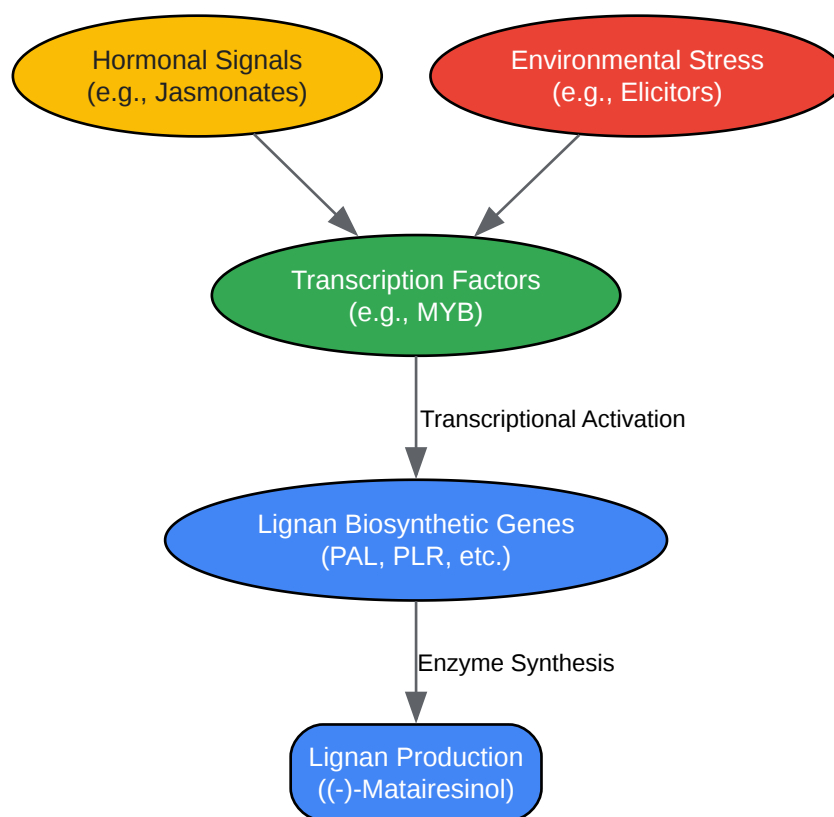 Hormonal Signals
(e.g., Jasmonates)
Environmental Stress
(e.g., Elicitors)
Transcription Factors
(e.g., MYB)
Transcriptional Activation
Lignan Biosynthetic Genes
(PAL, PLR, etc.)
Enzyme Synthesis
Lignan Production
((-)-Matairesinol)